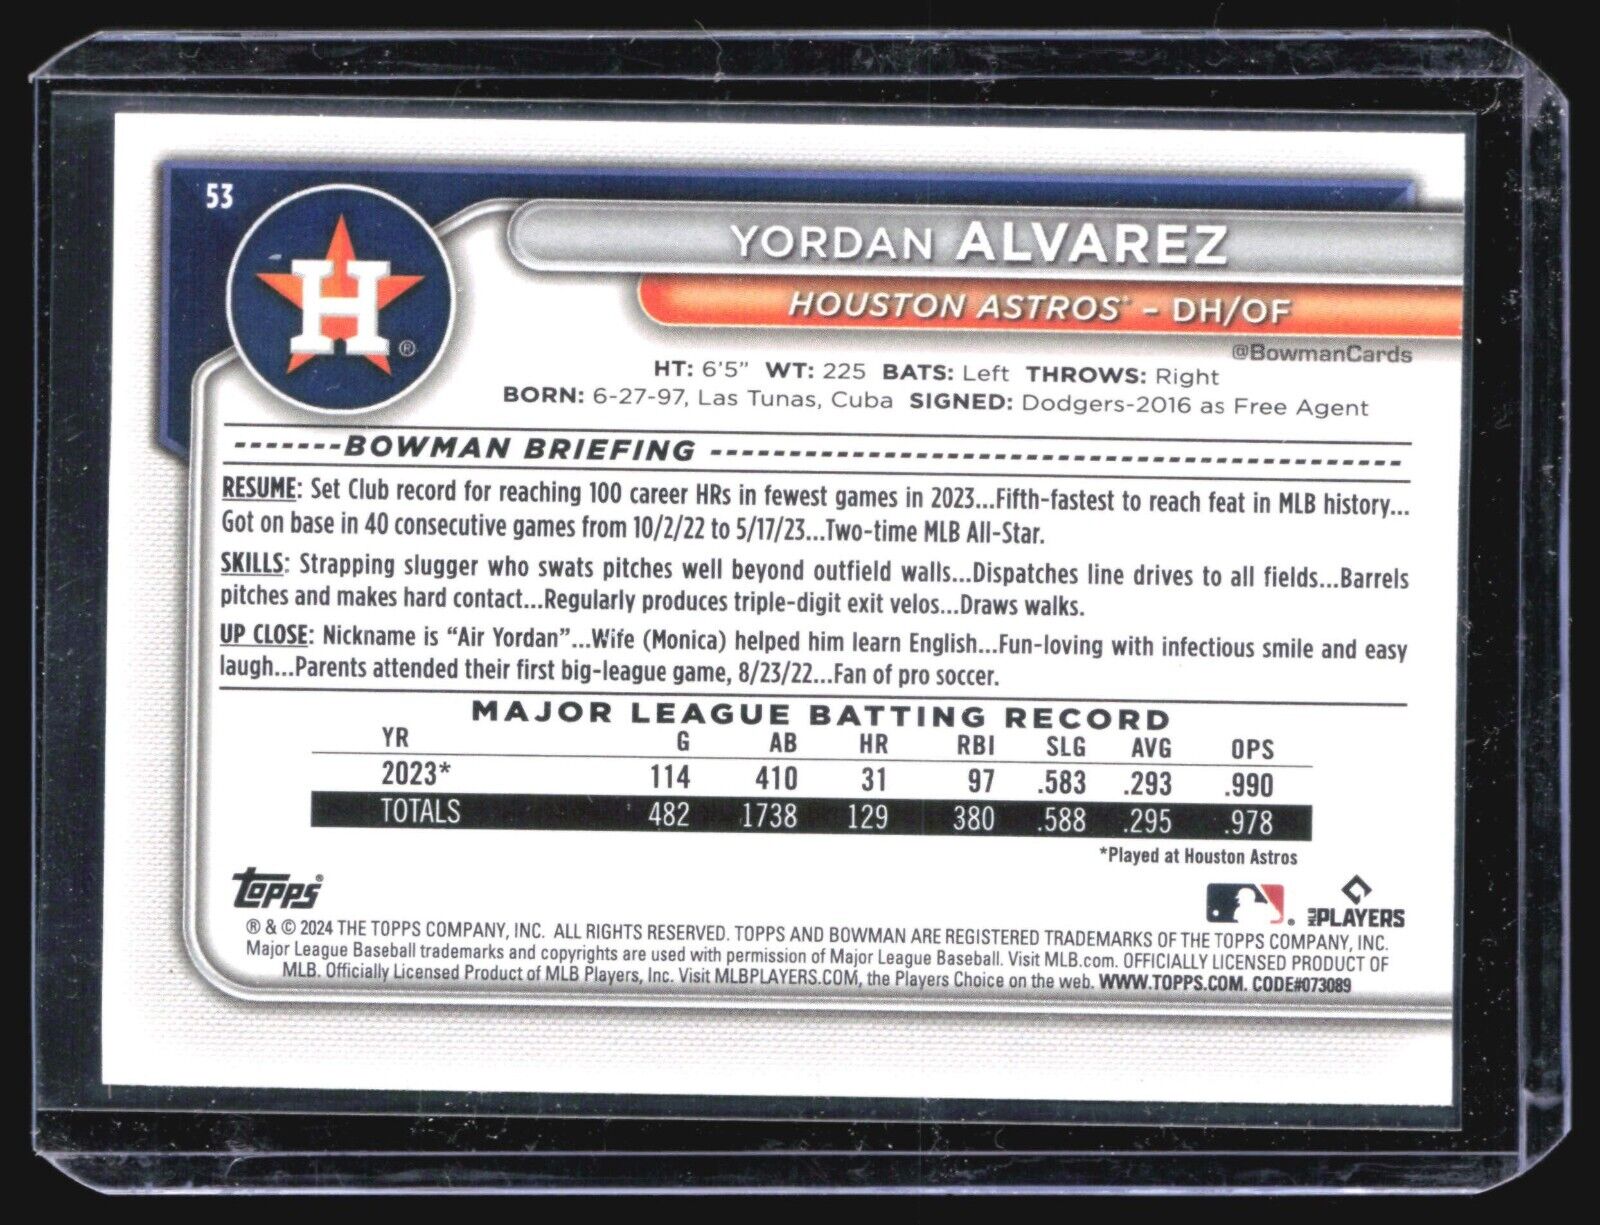 53
H
®
YORDAN ALVAREZ
HOUSTON ASTROS® - DH/OF
@BowmanCards
HT: 6'5" WT: 225 BATS: Left THROWS: Right
BORN: 6-27-97, Las Tunas, Cuba SIGNED: Dodgers-2016 as Free Agent
BOWMAN BRIEFING
RESUME: Set Club record for reaching 100 career HRs in fewest games in 2023...Fifth-fastest to reach feat in MLB history...
Got on base in 40 consecutive games from 10/2/22 to 5/17/23...Two-time MLB All-Star.
SKILLS: Strapping slugger who swats pitches well beyond outfield walls...Dispatches line drives to all fields...Barrels
pitches and makes hard contact...Regularly produces triple-digit exit velos...Draws walks.
UP CLOSE: Nickname is “Air Yordan”...Wife (Monica) helped him learn English...Fun-loving with infectious smile and easy
laugh...Parents attended their first big-league game, 8/23/22...Fan of pro soccer.
MAJOR LEAGUE BATTING RECORD
YR G AB HR RBI SLG AVG OPS
2023* 114 410 31 97 .583 .293 .990
TOTALS 482 1738 129 380 .588 .295 .978
*Played at Houston Astros
Topps®
MLB PLAYERS
® & © 2024 THE TOPPS COMPANY, INC. ALL RIGHTS RESERVED. TOPPS AND BOWMAN ARE REGISTERED TRADEMARKS OF THE TOPPS COMPANY, INC.
Major League Baseball trademarks and copyrights are used with permission of Major League Baseball. Visit MLB.com. OFFICIALLY LICENSED PRODUCT OF
MLB. Officially Licensed Product of MLB Players, Inc. Visit MLBPLAYERS.COM, the Players Choice on the web. WWW.TOPPS.COM. CODE#073089